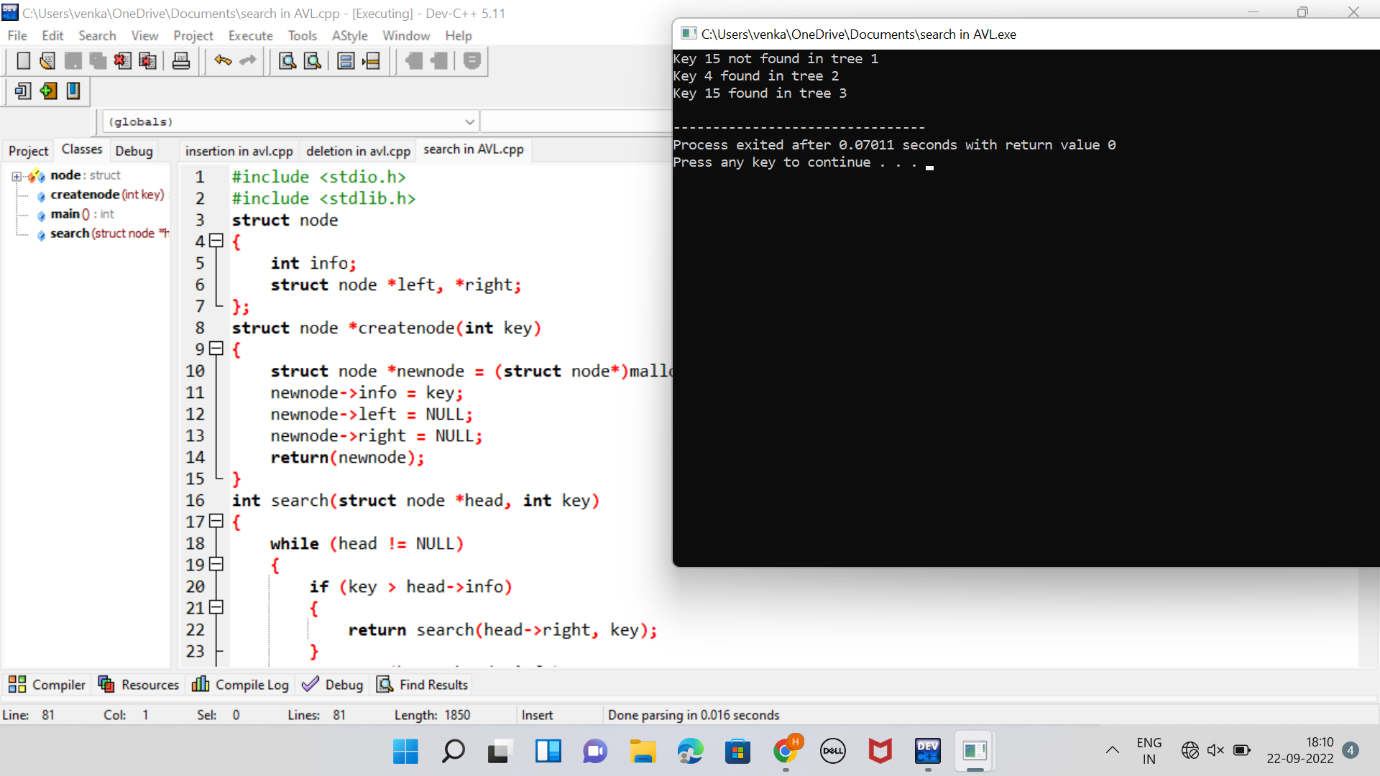 C:\Users\venka\OneDrive\Documents\search in AVL.cpp - [Executing] - Dev-C++ 5.11
File Edit Search View Project Execute Tools AStyle Window Help
(globals)
Project Classes Debug
node : struct
createnode (int key)
main () : int
search (struct node *h
insertion in avl.cpp deletion in avl.cpp search in AVL.cpp
1 #include <stdio.h>
2 #include <stdlib.h>
3 struct node
4 {
5 int info;
6 struct node *left, *right;
7 };
8 struct node *createnode(int key)
9 {
10 struct node *newnode = (struct node*)mallo
11 newnode->info = key;
12 newnode->left = NULL;
13 newnode->right = NULL;
14 return(newnode);
15 }
16 int search(struct node *head, int key)
17 {
18 while (head != NULL)
19 {
20 if (key > head->info)
21 {
22 return search(head->right, key);
23 }
C:\Users\venka\OneDrive\Documents\search in AVL.exe
Key 15 not found in tree 1
Key 4 found in tree 2
Key 15 found in tree 3
--------------------------------
Process exited after 0.07011 seconds with return value 0
Press any key to continue . . .
Compiler Resources Compile Log Debug Find Results
Line: 81 Col: 1 Sel: 0 Lines: 81 Length: 1850 Insert Done parsing in 0.016 seconds
H
DELL
DEV
ENG
IN
18:10
22-09-2022
4